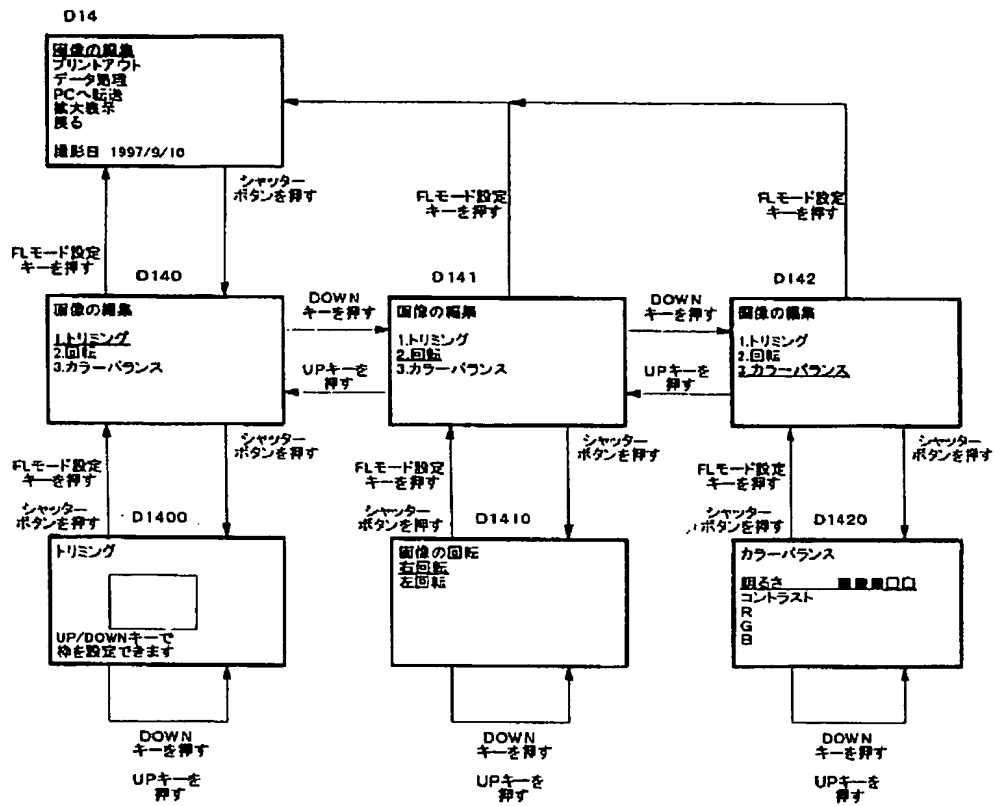 D14
画像の編集
プリントアウト
データ処理
PCへ転送
拡大表示
戻る
撮影日 1997/9/10
シャッター
ボタンを押す
FLモード設定
キーを押す
FLモード設定
キーを押す
FLモード設定
キーを押す
D140
画像の編集
1.トリミング
2.回転
3.カラーバランス
DOWN
キーを押す
UPキーを
押す
D141
画像の編集
1.トリミング
2.回転
3.カラーバランス
DOWN
キーを押す
UPキーを
押す
D142
画像の編集
1.トリミング
2.回転
3.カラーバランス
FLモード設定
キーを押す
シャッター
ボタンを押す
シャッター
ボタンを押す
FLモード設定
キーを押す
シャッター
ボタンを押す
シャッター
ボタンを押す
FLモード設定
キーを押す
シャッター
ボタンを押す
シャッター
ボタンを押す
D1400
トリミング
UP/DOWNキーで
枠を設定できます
DOWN
キーを押す
UPキーを
押す
D1410
画像の回転
右回転
左回転
DOWN
キーを押す
UPキーを
押す
D1420
カラーバランス
明るさ ■■■□□
コントラスト
R
G
B
DOWN
キーを押す
UPキーを
押す